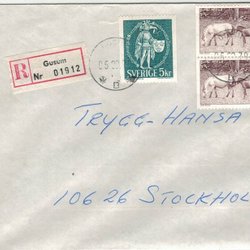 Gusum
R Nr 01912
SVERIGE 5kr
TRYGG-HANSA
106 26 STOCKHOL